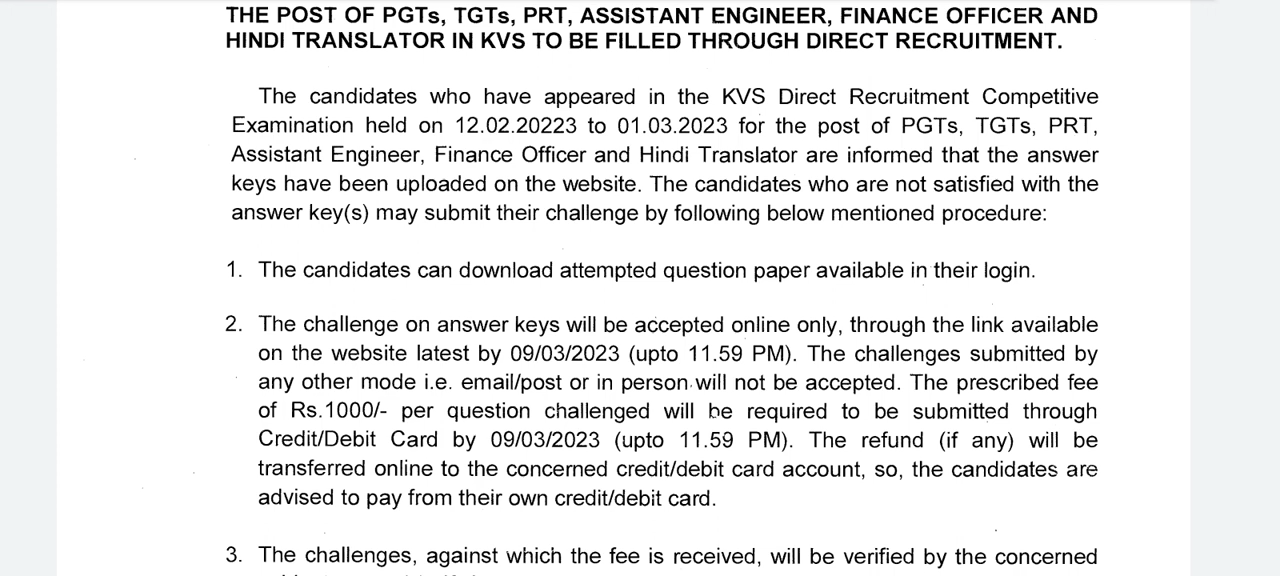 THE POST OF PGTs, TGTs, PRT, ASSISTANT ENGINEER, FINANCE OFFICER AND
HINDI TRANSLATOR IN KVS TO BE FILLED THROUGH DIRECT RECRUITMENT.
The candidates who have appeared in the KVS Direct Recruitment Competitive
Examination held on 12.02.20223 to 01.03.2023 for the post of PGTs, TGTs, PRT,
Assistant Engineer, Finance Officer and Hindi Translator are informed that the answer
keys have been uploaded on the website. The candidates who are not satisfied with the
answer key(s) may submit their challenge by following below mentioned procedure:
1. The candidates can download attempted question paper available in their login.
2. The challenge on answer keys will be accepted online only, through the link available
on the website latest by 09/03/2023 (upto 11.59 PM). The challenges submitted by
any other mode i.e. email/post or in person will not be accepted. The prescribed fee
of Rs.1000/- per question challenged will be required to be submitted through
Credit/Debit Card by 09/03/2023 (upto 11.59 PM). The refund (if any) will be
transferred online to the concerned credit/debit card account, so, the candidates are
advised to pay from their own credit/debit card.
3. The challenges, against which the fee is received, will be verified by the concerned